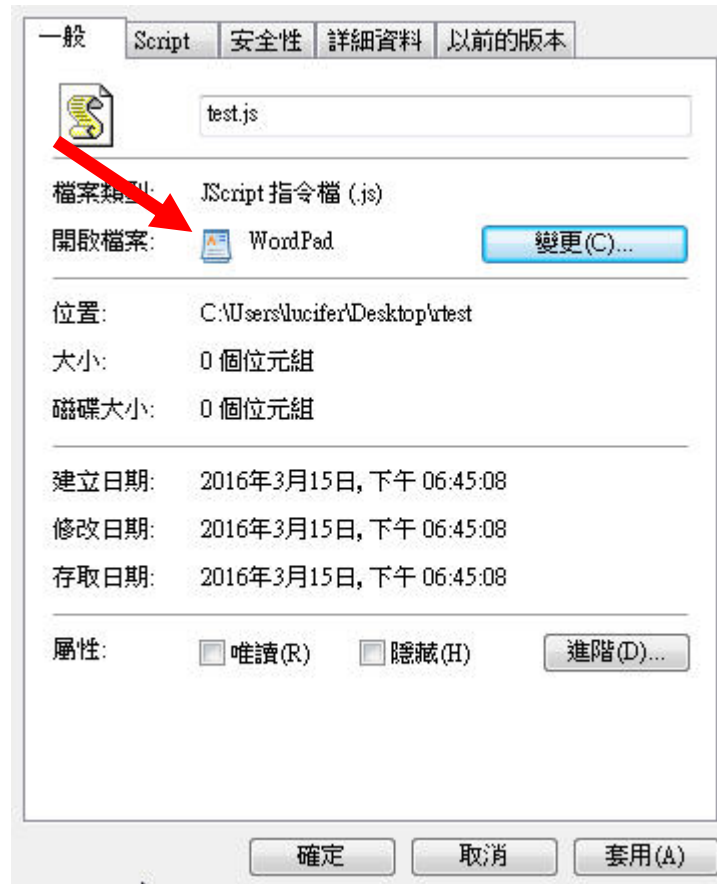 一般 Script 安全性 詳細資料 以前的版本
test.js
檔案類型: JScript 指令檔 (.js)
開啟檔案: WordPad 變更(C)...
位置: C:\Users\lucifer\Desktop\rtest
大小: 0 個位元組
磁碟大小: 0 個位元組
建立日期: 2016年3月15日, 下午 06:45:08
修改日期: 2016年3月15日, 下午 06:45:08
存取日期: 2016年3月15日, 下午 06:45:08
屬性: 唯讀(R) 隱藏(H) 進階(D)...
確定 取消 套用(A)